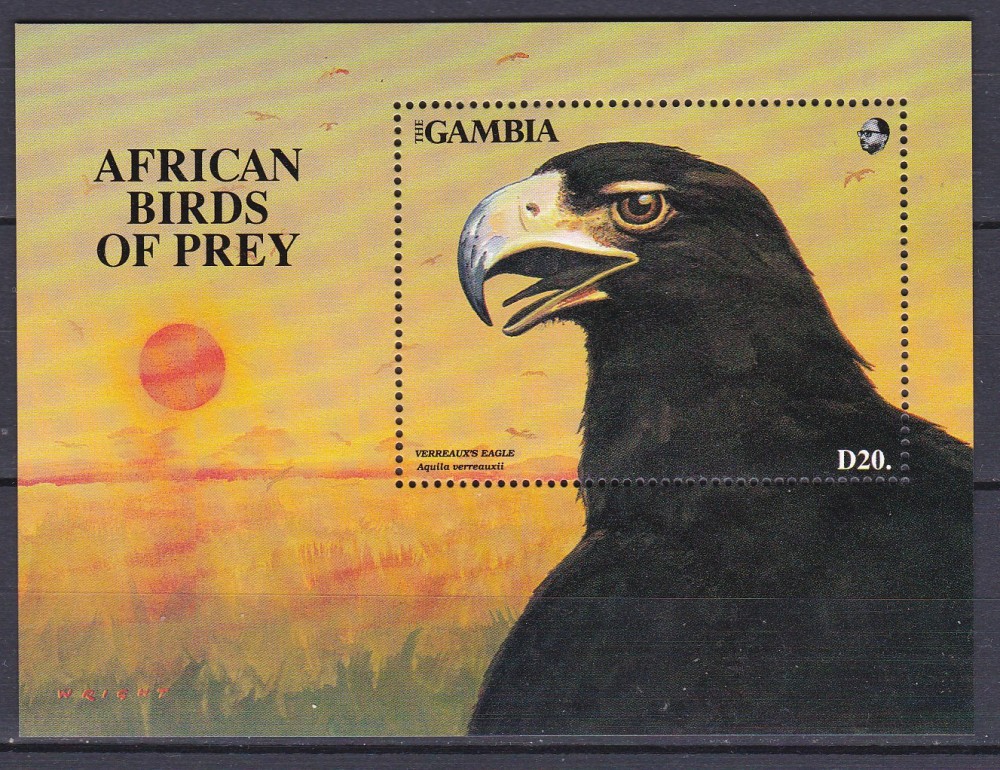 AFRICAN
BIRDS
OF PREY
THE GAMBIA
VERREAUX'S EAGLE
Aquila verreauxii
D20.
WRIGHT